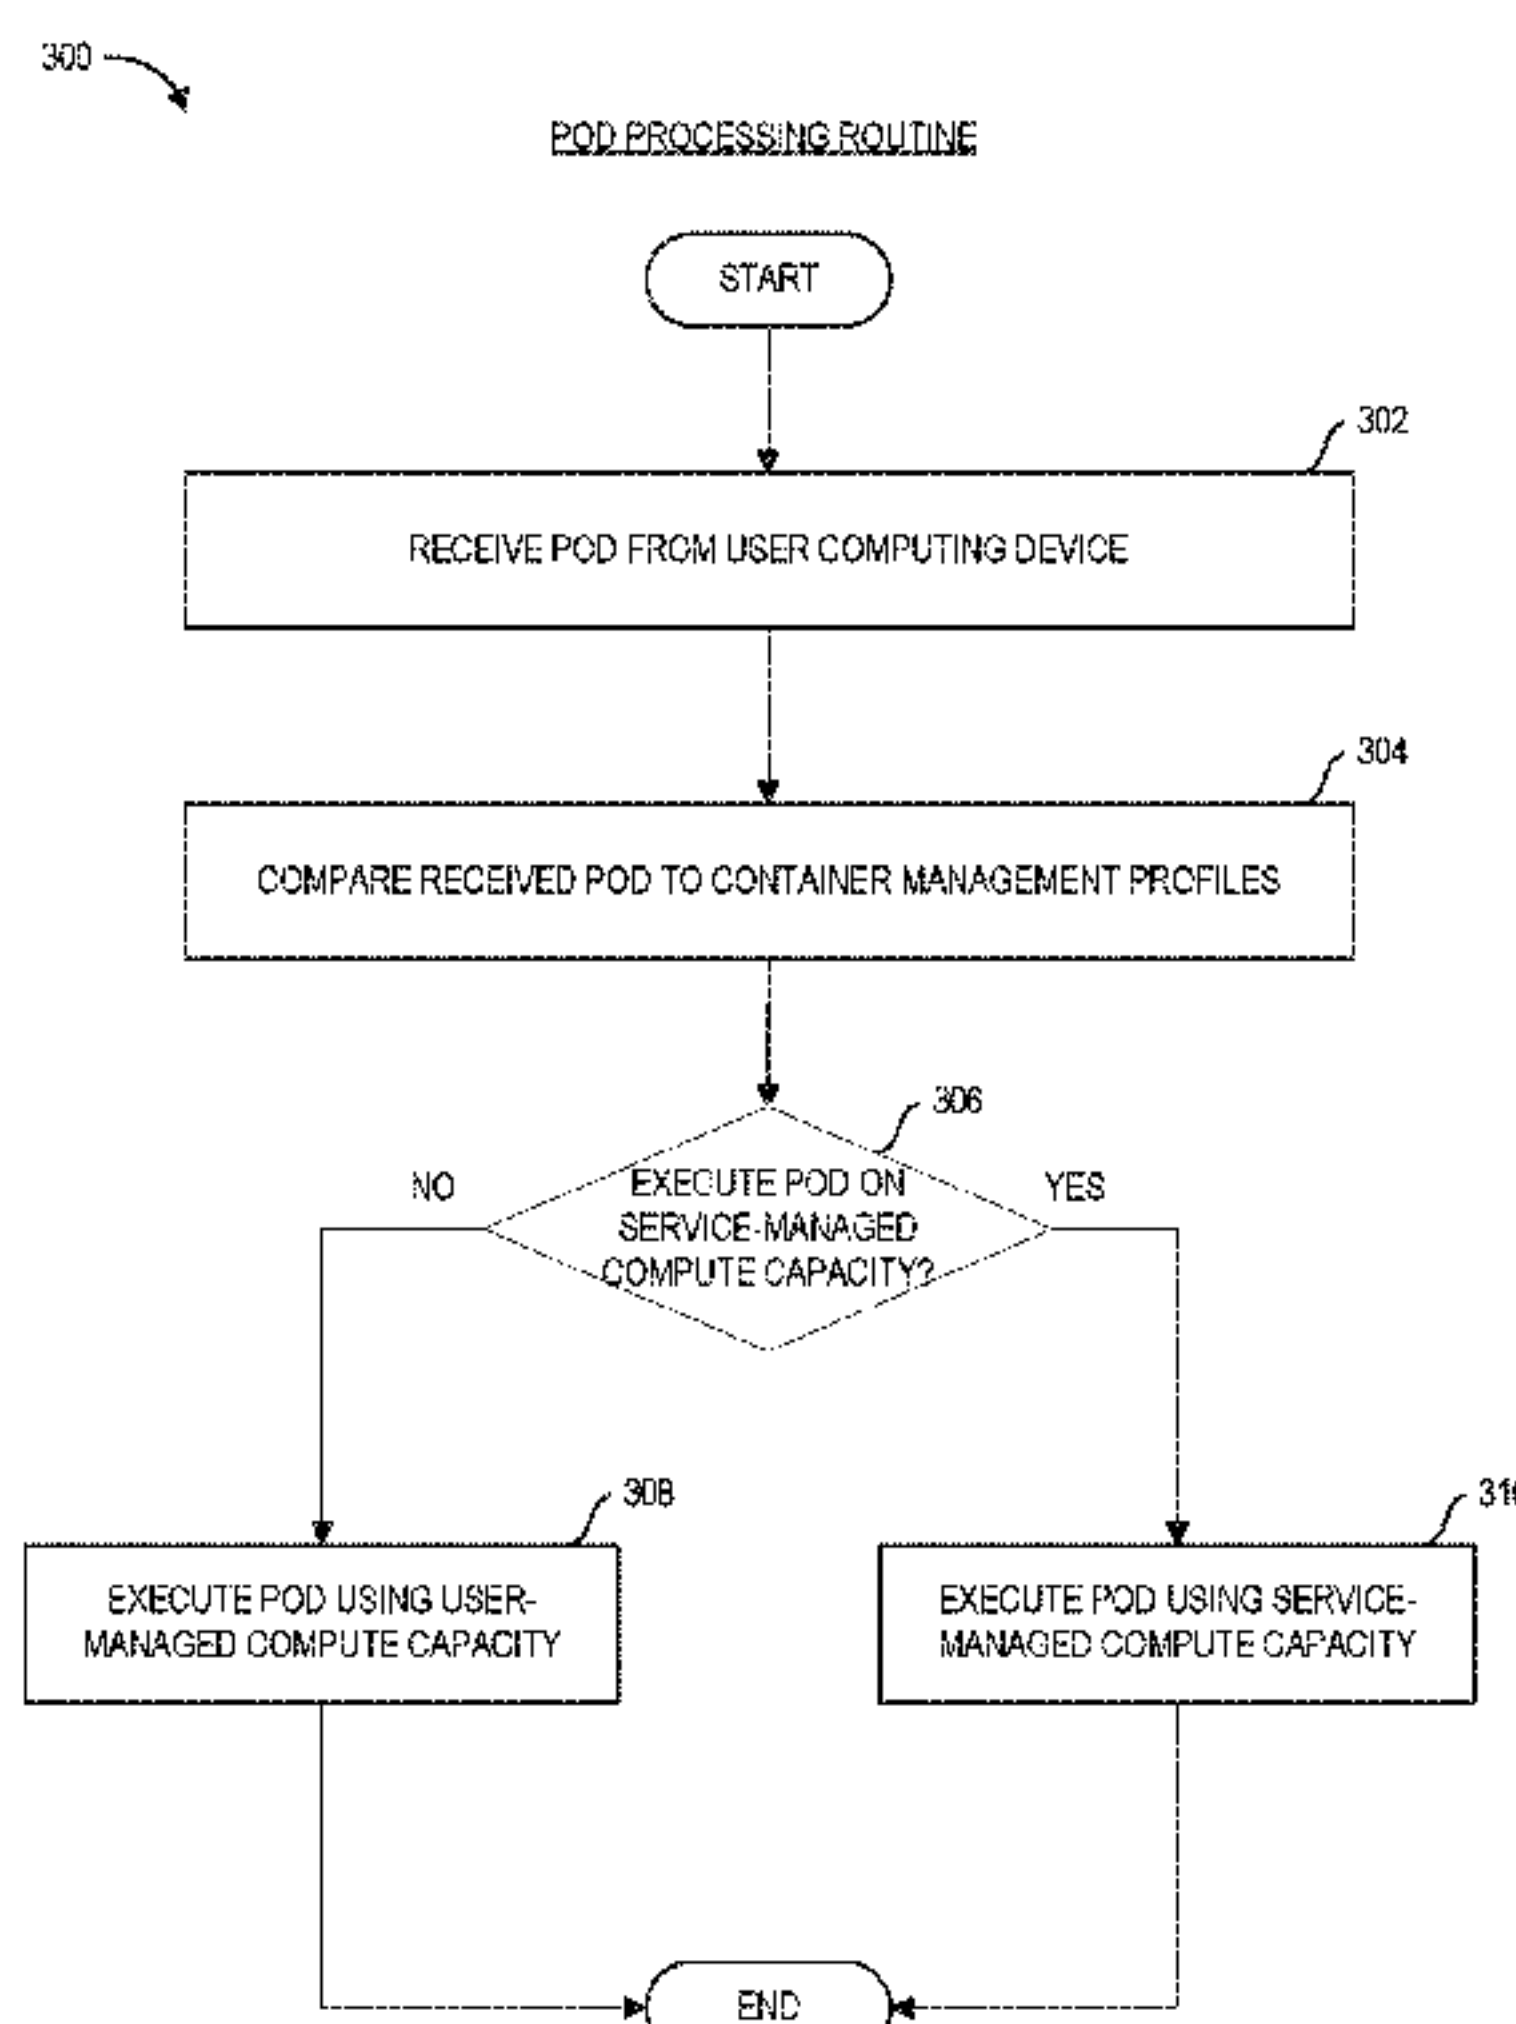 300
POD PROCESSING ROUTINE
START
302
RECEIVE POD FROM USER COMPUTING DEVICE
304
COMPARE RECEIVED POD TO CONTAINER MANAGEMENT PROFILES
306
NO
YES
EXECUTE POD ON
SERVICE-MANAGED
COMPUTE CAPACITY?
308
EXECUTE POD USING USER-
MANAGED COMPUTE CAPACITY
EXECUTE POD USING SERVICE-
MANAGED COMPUTE CAPACITY
END